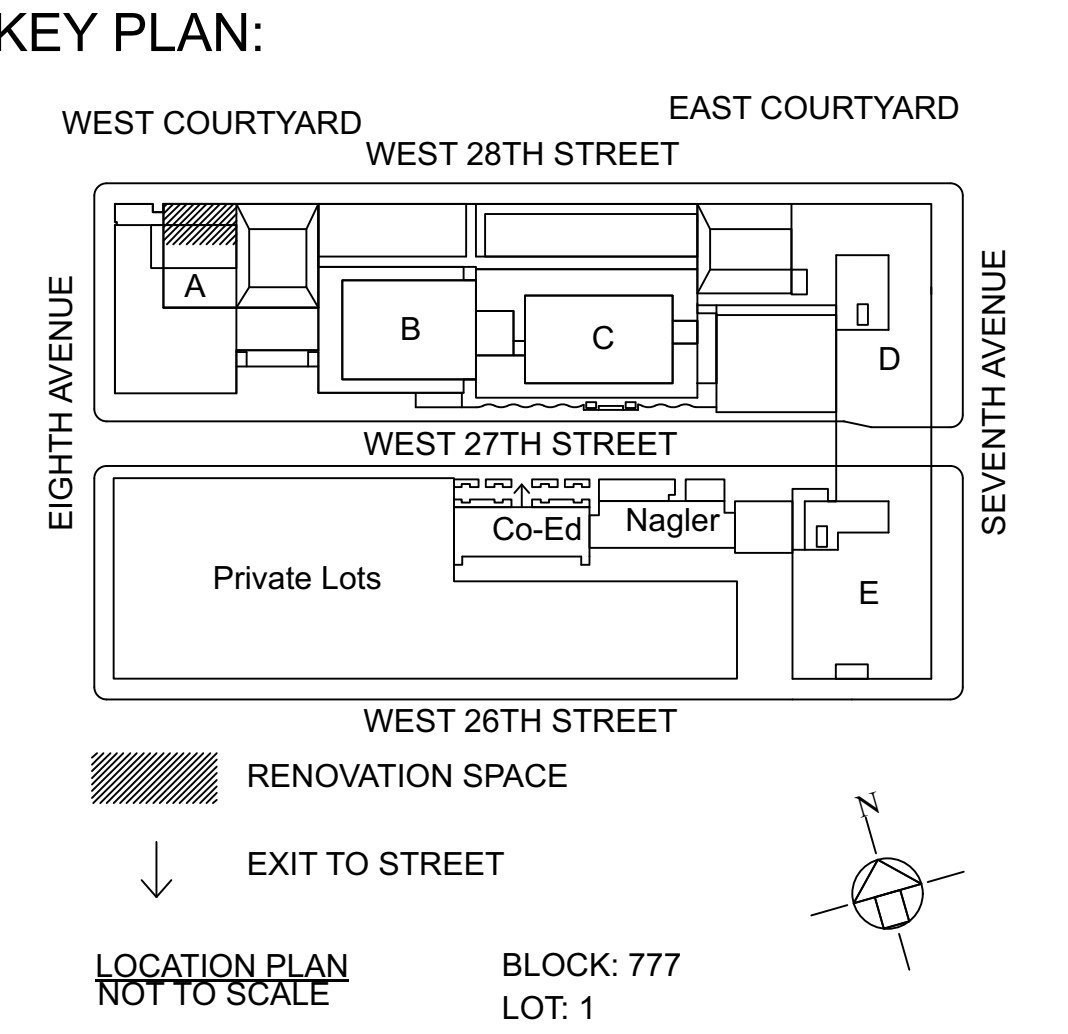 KEY PLAN:
WEST COURTYARD
EAST COURTYARD
WEST 28TH STREET
EIGHTH AVENUE
A
B
C
D
SEVENTH AVENUE
WEST 27TH STREET
Co-Ed
Nagler
Private Lots
E
WEST 26TH STREET
RENOVATION SPACE
N
EXIT TO STREET
LOCATION PLAN
NOT TO SCALE
BLOCK: 777
LOT: 1